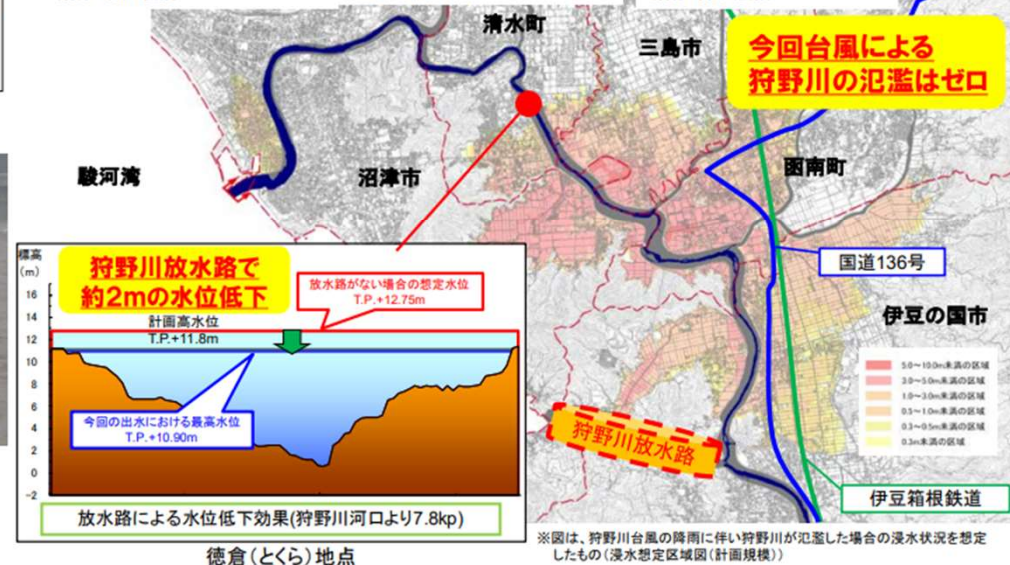 清水町
三島市
今回台風による
狩野川の氾濫はゼロ
駿河湾
沼津市
函南町
国道136号
伊豆の国市
5.0~10.0m未満の区域
3.0~5.0m未満の区域
1.0~3.0m未満の区域
0.5~1.0m未満の区域
0.3~0.5m未満の区域
0.3m未満の区域
狩野川放水路
伊豆箱根鉄道
標高
(m)
狩野川放水路で
約2mの水位低下
放水路がない場合の想定水位
T.P.+12.75m
計画高水位
T.P.+11.8m
16
14
12
10
8
6
4
2
0
-2
今回の出水における最高水位
T.P.+10.90m
放水路による水位低下効果(狩野川河口より7.8kp)
徳倉(とくら)地点
※図は、狩野川台風の降雨に伴い狩野川が氾濫した場合の浸水状況を想定
したもの(浸水想定区域図(計画規模))